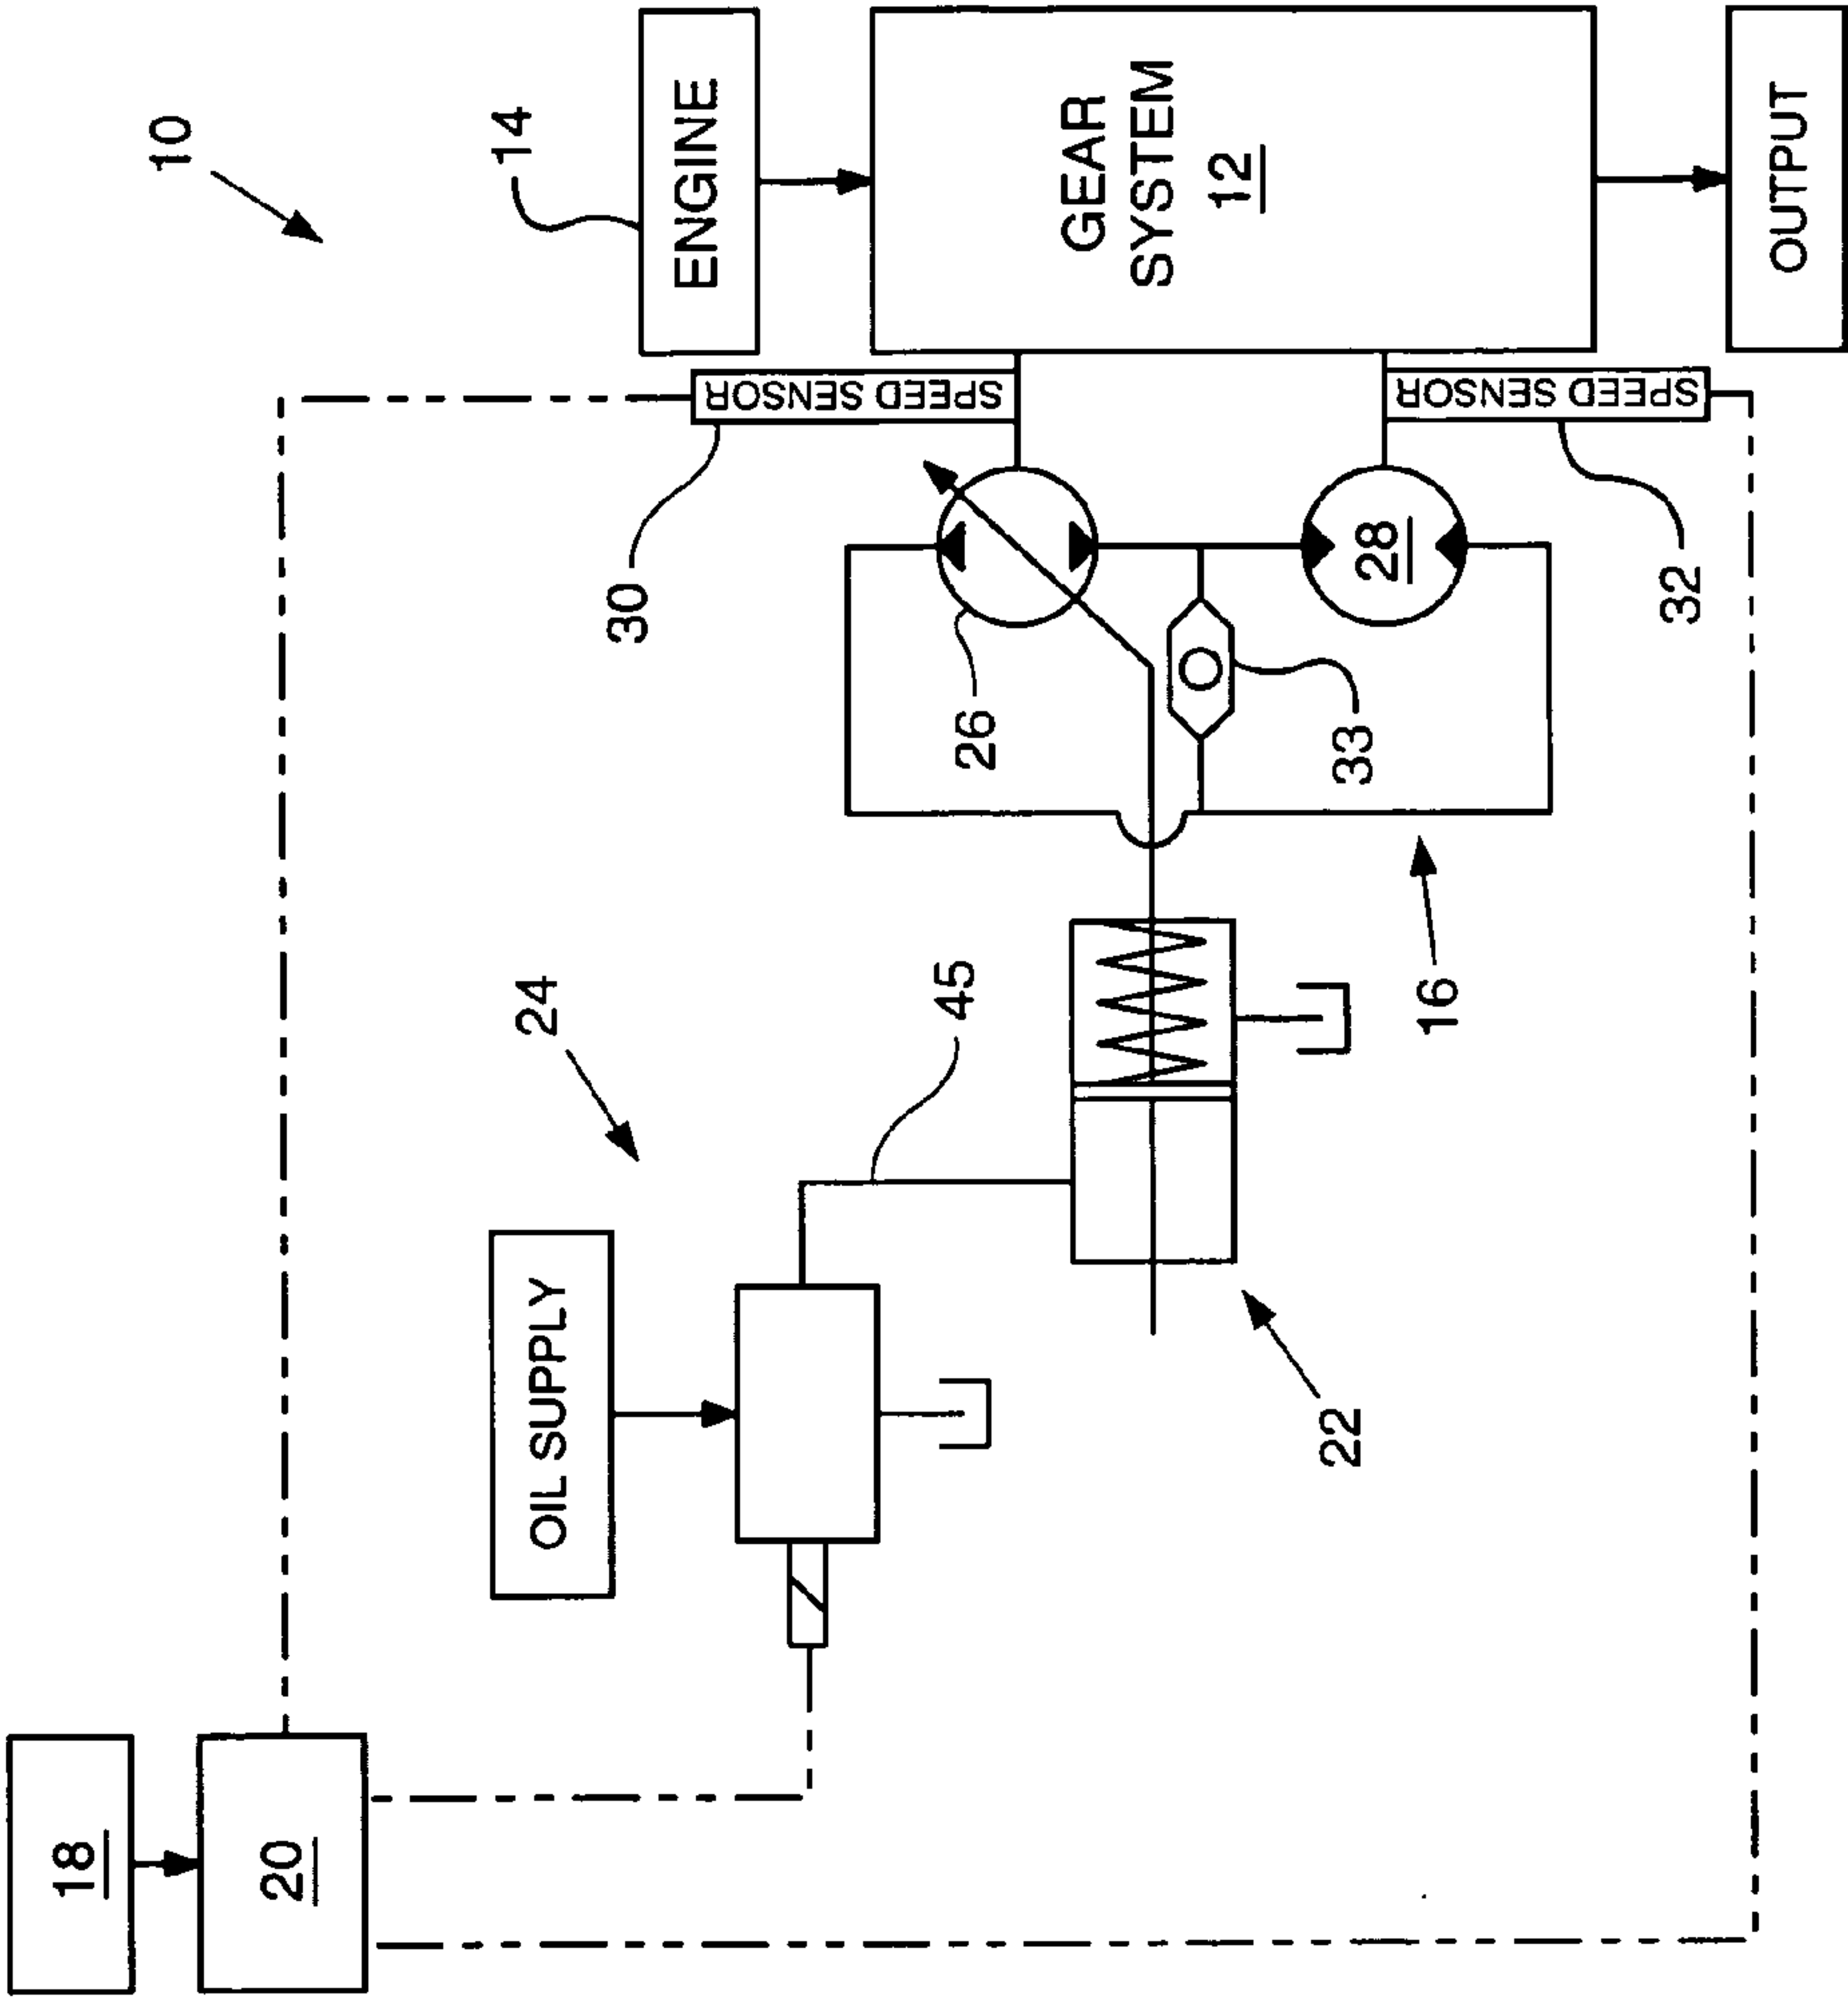 10
14
ENGINE
GEAR
SYSTEM
12
OUTPUT
SPEED SENSOR
SPEED SENSOR
30
26
28
32
33
16
24
45
OIL SUPPLY
22
18
20